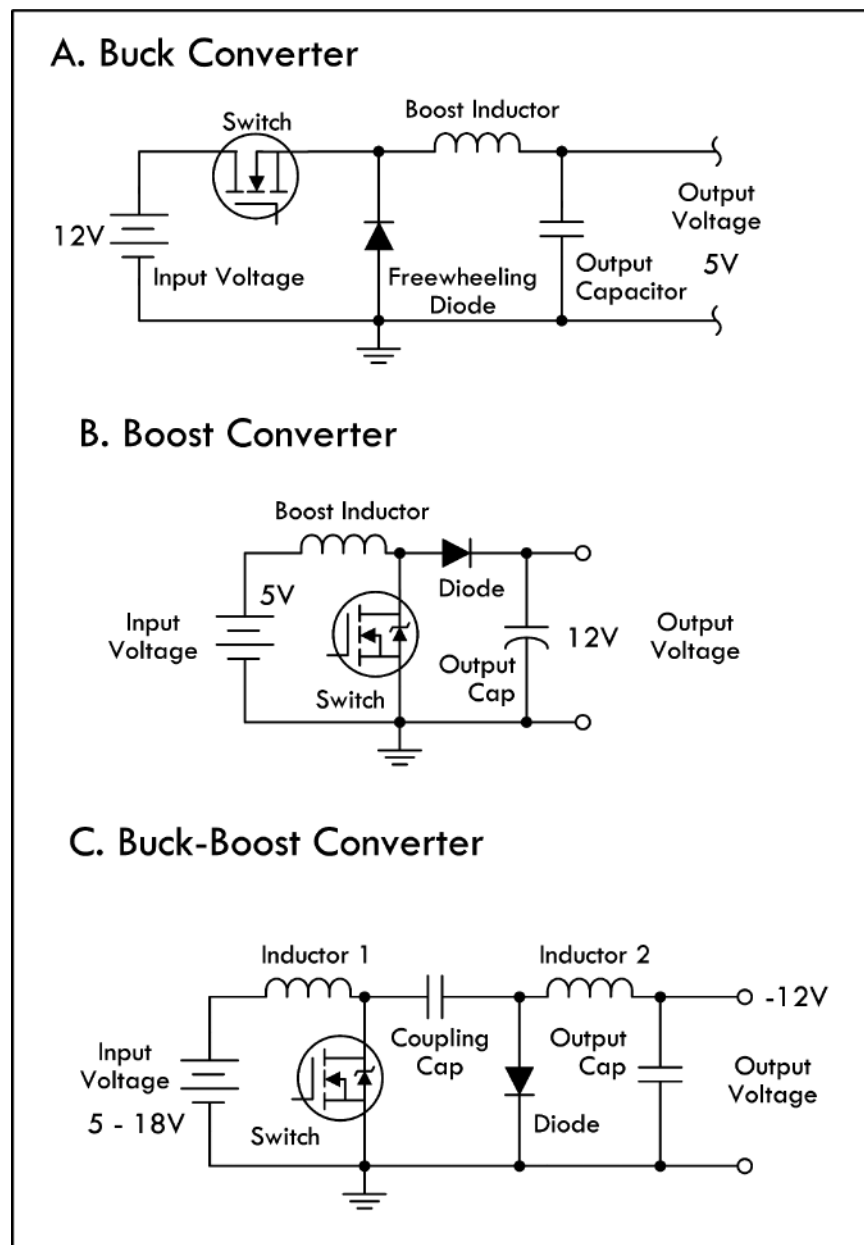 A. Buck Converter
Boost Inductor
Switch
Output
Voltage
12V
Input Voltage
Freewheeling
Diode
Output
Capacitor
5V
B. Boost Converter
Boost Inductor
5V
Diode
Input
Voltage
Output
Cap
12V
Output
Voltage
Switch
C. Buck-Boost Converter
Inductor 1
Inductor 2
-12V
Input
Voltage
Coupling
Cap
Output
Cap
Output
Voltage
5 - 18V
Switch
Diode